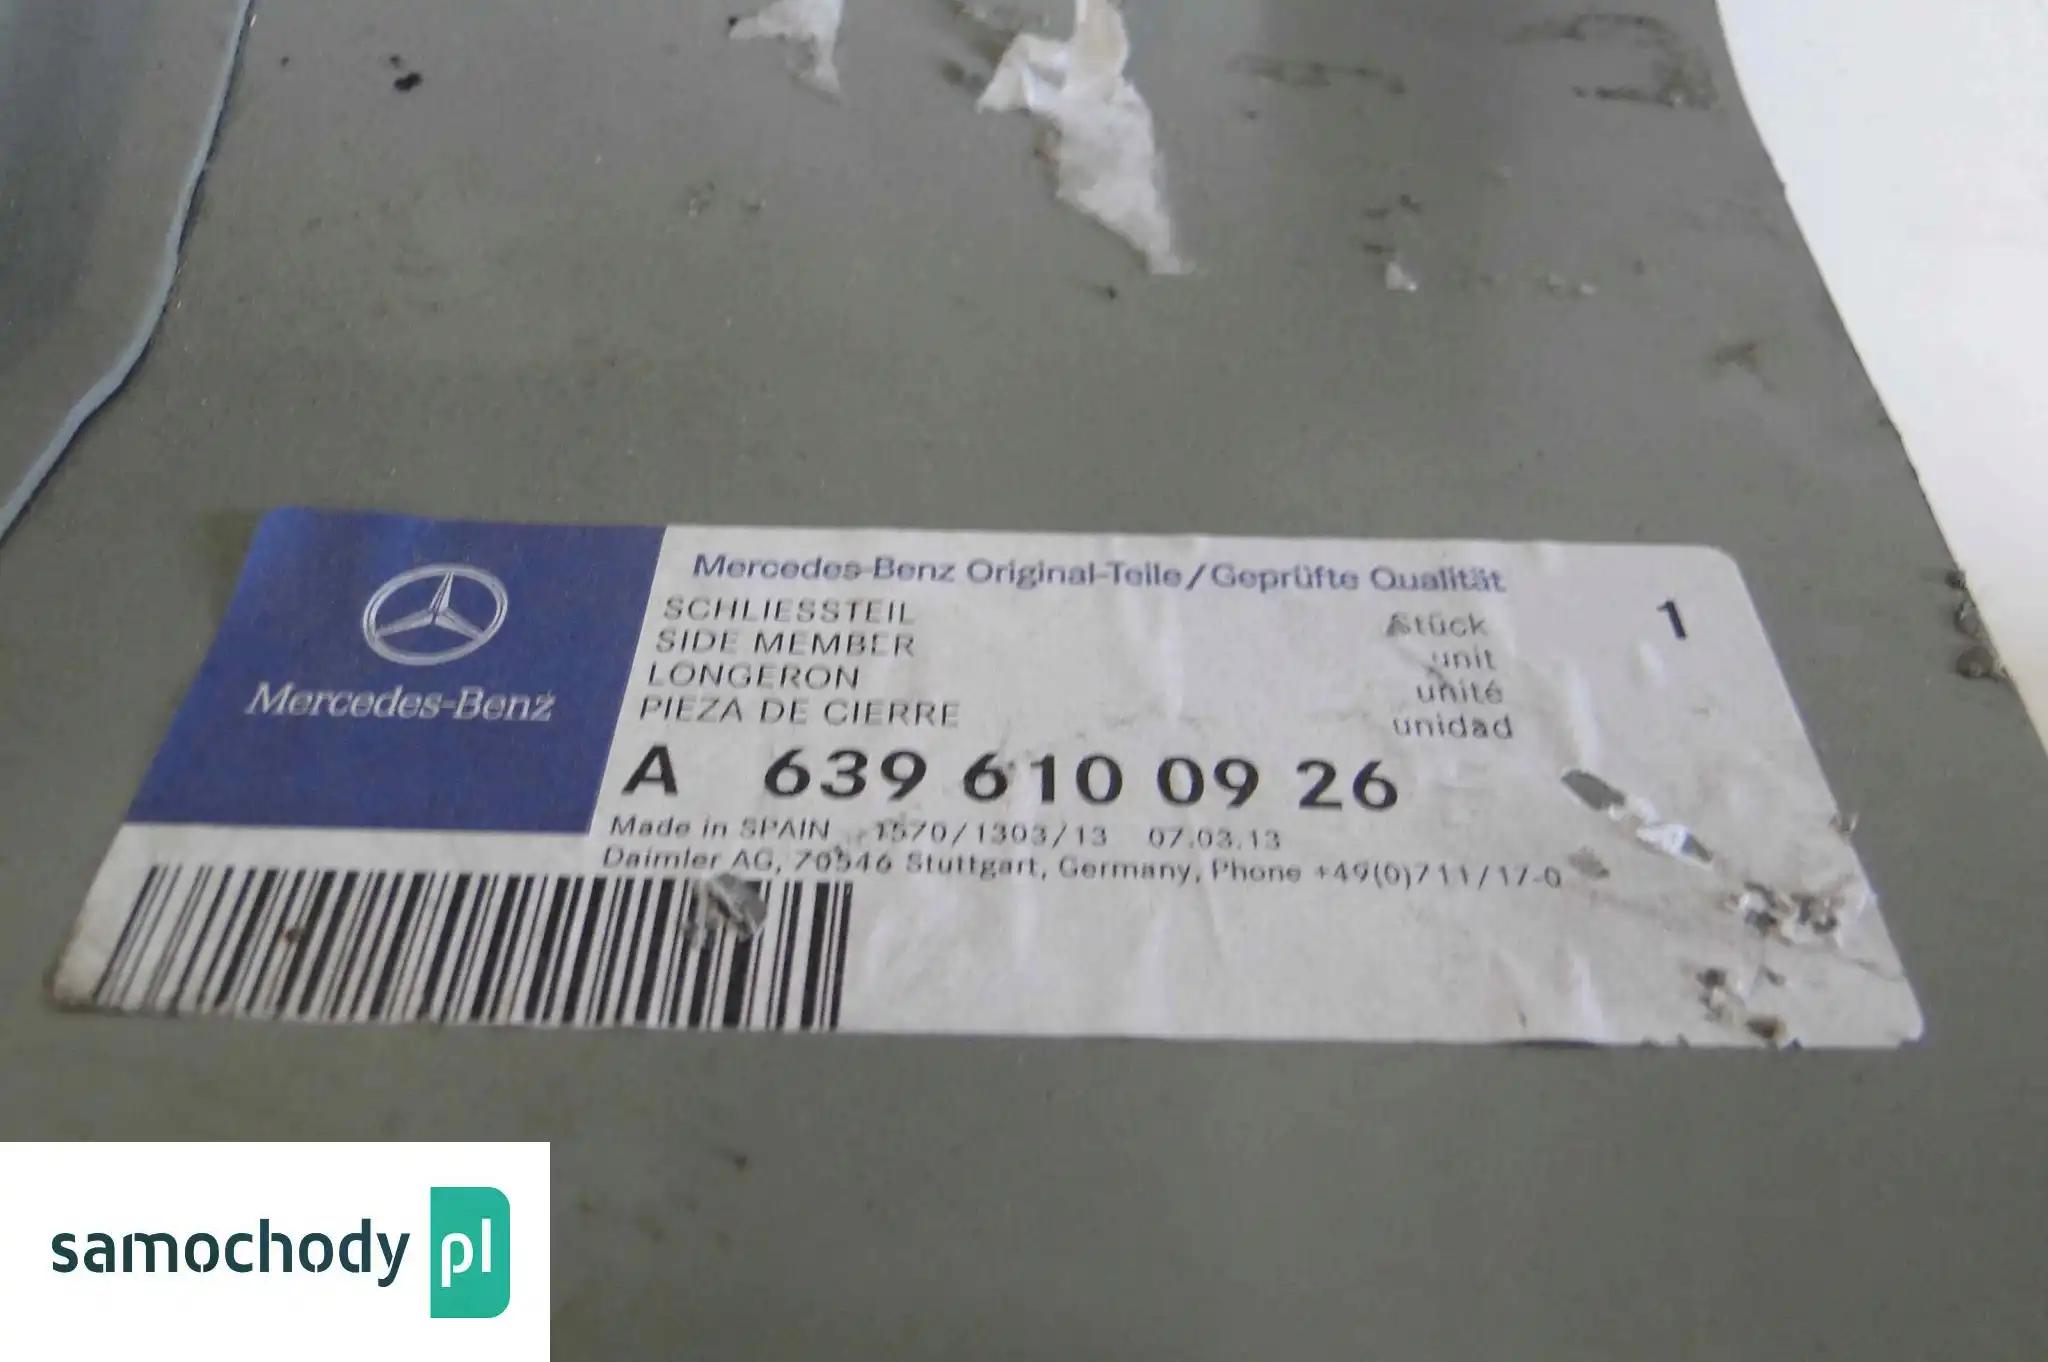 Mercedes-Benz
Mercedes-Benz Original-Teile/Geprüfte Qualität
SCHLIESSTEIL
SIDE MEMBER
LONGERON
PIEZA DE CIERRE
Stück
unit
unité
unidad
1
A 639 610 09 26
Made in SPAIN 1570/1303/13 07.03.13
Daimler AG, 70546 Stuttgart, Germany, Phone +49(0)711/17-0
samochody pl